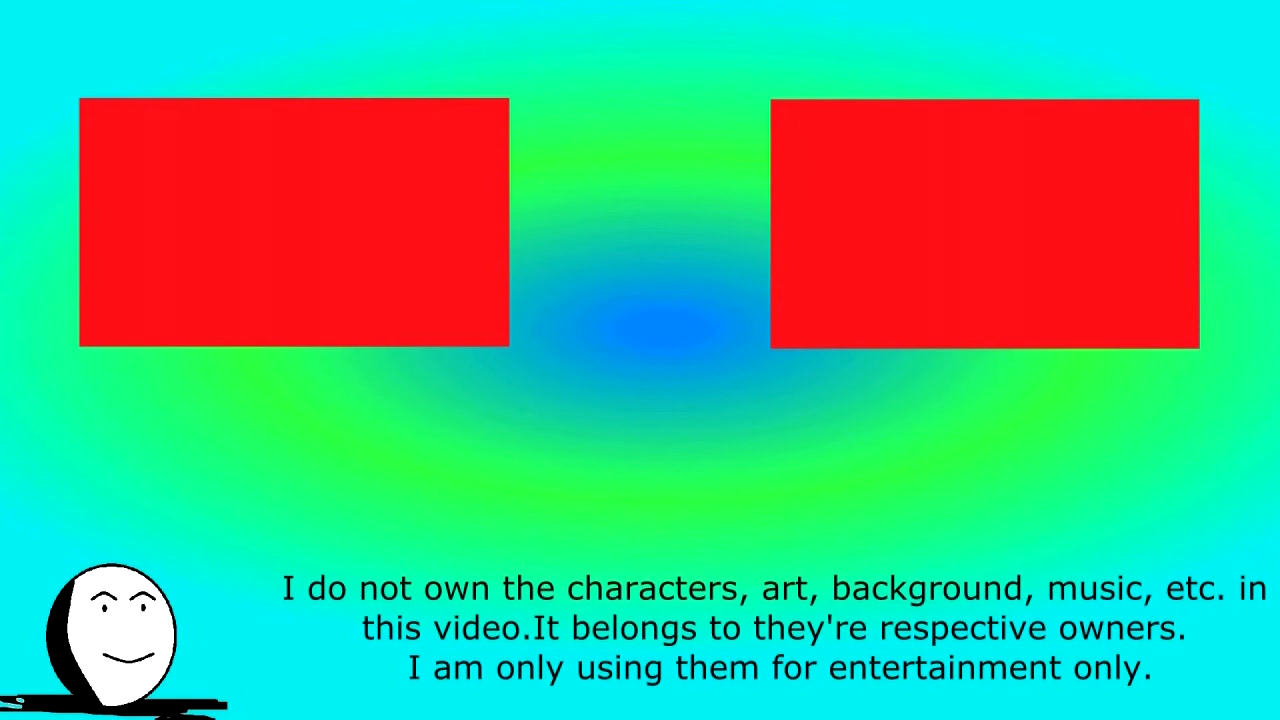 I do not own the characters, art, background, music, etc. in
this video.It belongs to they're respective owners.
I am only using them for entertainment only.